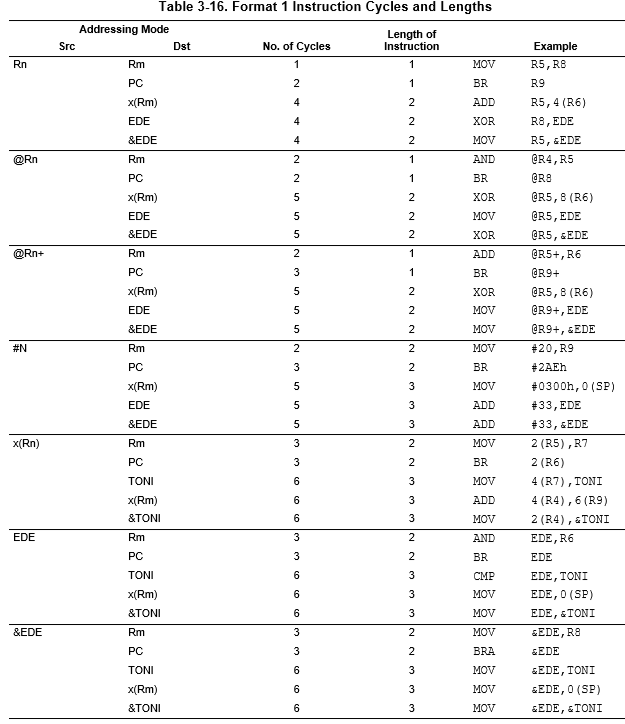 Table 3-16. Format 1 Instruction Cycles and Lengths
Addressing Mode
Src Dst No. of Cycles Length of Instruction Example
Rn Rm 1 1 MOV R5,R8
PC 2 1 BR R9
x(Rm) 4 2 ADD R5,4(R6)
EDE 4 2 XOR R8,EDE
&EDE 4 2 MOV R5,&EDE
@Rn Rm 2 1 AND @R4,R5
PC 2 1 BR @R8
x(Rm) 5 2 XOR @R5,8(R6)
EDE 5 2 MOV @R5,EDE
&EDE 5 2 XOR @R5,&EDE
@Rn+ Rm 2 1 ADD @R5+,R6
PC 3 1 BR @R9+
x(Rm) 5 2 XOR @R5,8(R6)
EDE 5 2 MOV @R9+,EDE
&EDE 5 2 MOV @R9+,&EDE
#N Rm 2 2 MOV #20,R9
PC 3 2 BR #2AEh
x(Rm) 5 3 MOV #0300h,0(SP)
EDE 5 3 ADD #33,EDE
&EDE 5 3 ADD #33,&EDE
x(Rn) Rm 3 2 MOV 2(R5),R7
PC 3 2 BR 2(R6)
TONI 6 3 MOV 4(R7),TONI
x(Rm) 6 3 ADD 4(R4),6(R9)
&TONI 6 3 MOV 2(R4),&TONI
EDE Rm 3 2 AND EDE,R6
PC 3 2 BR EDE
TONI 6 3 CMP EDE,TONI
x(Rm) 6 3 MOV EDE,0(SP)
&TONI 6 3 MOV EDE,&TONI
&EDE Rm 3 2 MOV &EDE,R8
PC 3 2 BRA &EDE
TONI 6 3 MOV &EDE,TONI
x(Rm) 6 3 MOV &EDE,0(SP)
&TONI 6 3 MOV &EDE,&TONI